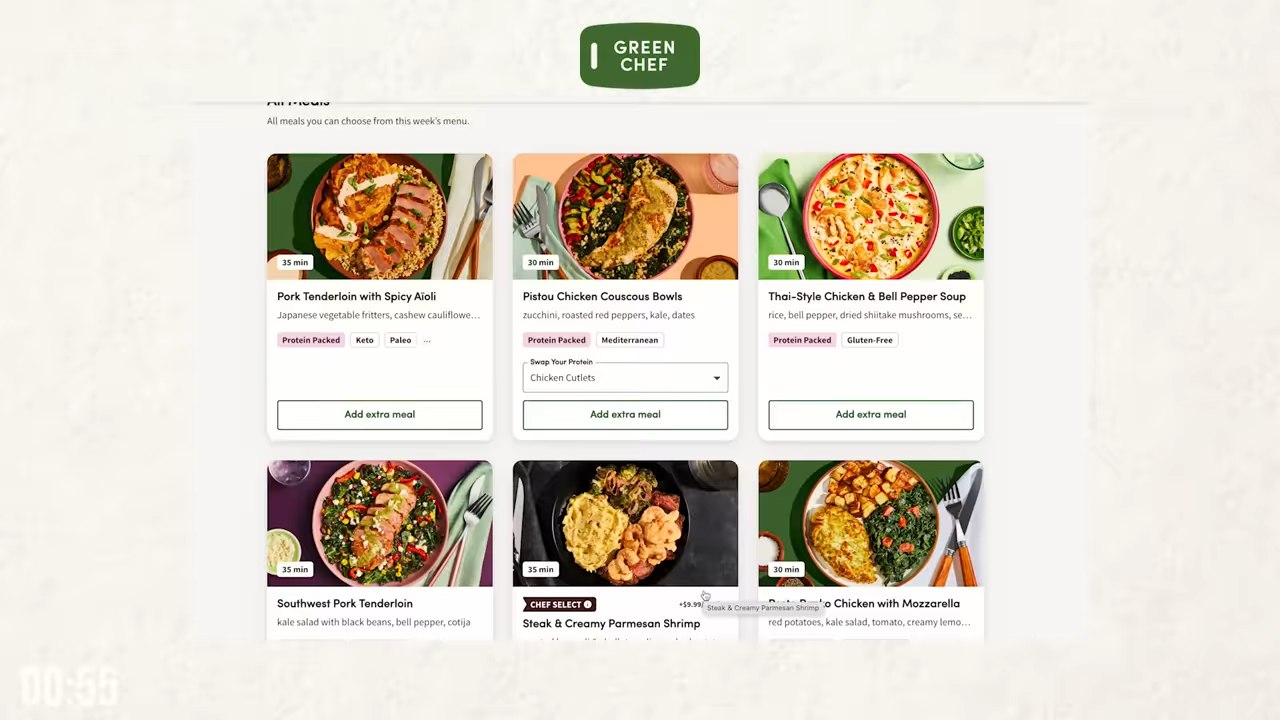 GREEN
CHEF
All Meals
All meals you can choose from this week's menu.
35 min
30 min
30 min
Pork Tenderloin with Spicy Aïoli
Pistou Chicken Couscous Bowls
Thai-Style Chicken & Bell Pepper Soup
Japanese vegetable fritters, cashew cauliflowe...
zucchini, roasted red peppers, kale, dates
rice, bell pepper, dried shiitake mushrooms, se...
Protein Packed Keto Paleo ...
Protein Packed Mediterranean
Protein Packed Gluten-Free
Swap Your Protein
Chicken Cutlets
Add extra meal
Add extra meal
Add extra meal
35 min
35 min
30 min
Southwest Pork Tenderloin
CHEF SELECT
+$9.99
Steak & Creamy Parmesan Shrimp
Chicken with Mozzarella
kale salad with black beans, bell pepper, cotija
Steak & Creamy Parmesan Shrimp
red potatoes, kale salad, tomato, creamy lemo...
00:55